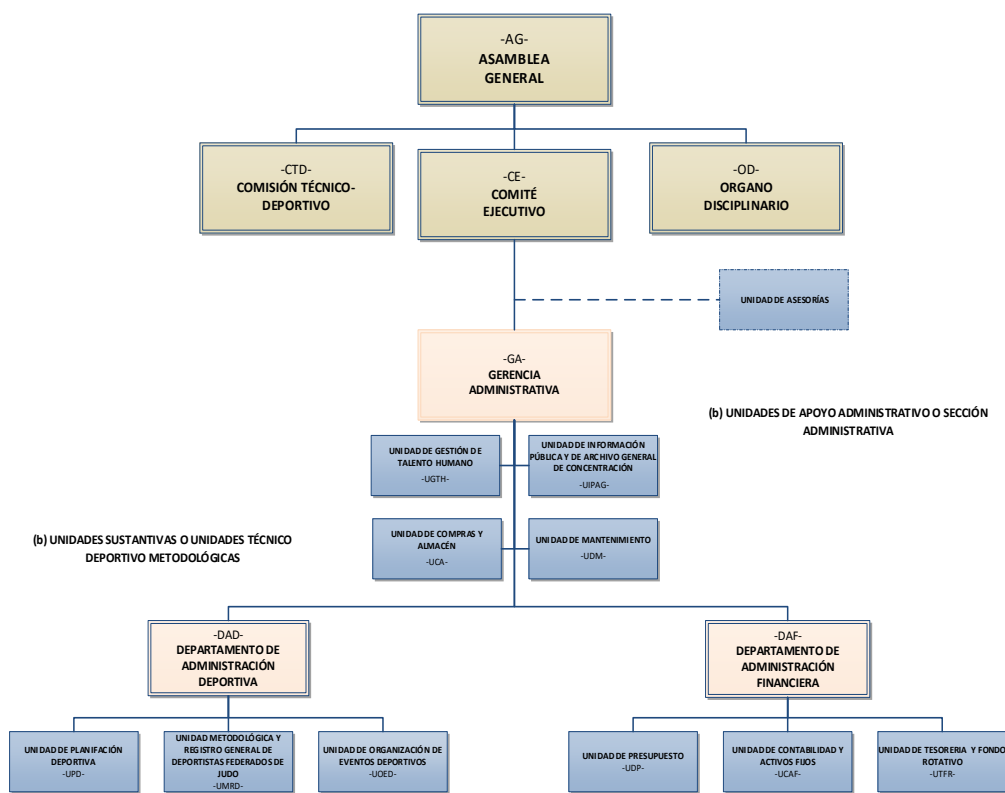 -AG-
ASAMBLEA
GENERAL
-CTD-
COMISIÓN TÉCNICO-
DEPORTIVO
-CE-
COMITÉ
EJECUTIVO
-OD-
ORGANO
DISCIPLINARIO
UNIDAD DE ASESORÍAS
-GA-
GERENCIA
ADMINISTRATIVA
(b) UNIDADES DE APOYO ADMINISTRATIVO O SECCIÓN
ADMINISTRATIVA
UNIDAD DE GESTIÓN DE
TALENTO HUMANO
-UGTH-
UNIDAD DE INFORMACIÓN
PÚBLICA Y DE ARCHIVO GENERAL
DE CONCENTRACIÓN
-UIPAG-
(b) UNIDADES SUSTANTIVAS O UNIDADES TÉCNICO
DEPORTIVO METODOLÓGICAS
UNIDAD DE COMPRAS Y
ALMACÉN
-UCA-
UNIDAD DE MANTENIMIENTO
-UDM-
-DAD-
DEPARTAMENTO DE
ADMINISTRACIÓN
DEPORTIVA
-DAF-
DEPARTAMENTO DE
ADMINISTRACIÓN
FINANCIERA
UNIDAD DE PLANIFACIÓN
DEPORTIVA
-UPD-
UNIDAD METODOLÓGICA Y
REGISTRO GENERAL DE
DEPORTISTAS FEDERADOS DE
JUDO
-UMRD-
UNIDAD DE ORGANIZACIÓN DE
EVENTOS DEPORTIVOS
-UOED-
UNIDAD DE PRESUPUESTO
-UDP-
UNIDAD DE CONTABILIDAD Y
ACTIVOS FIJOS
-UCAF-
UNIDAD DE TESORERIA Y FONDO
ROTATIVO
-UTFR-